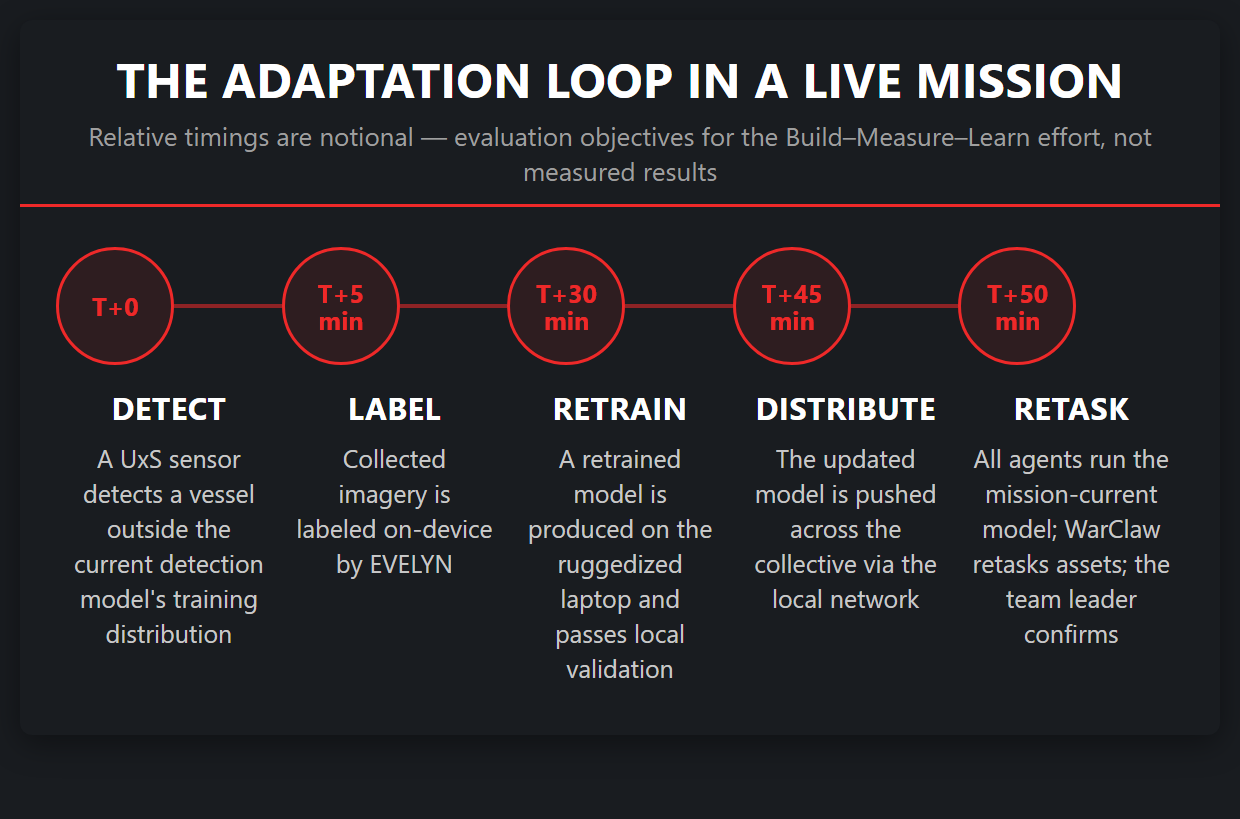 THE ADAPTATION LOOP IN A LIVE MISSION
Relative timings are notional — evaluation objectives for the Build–Measure–Learn effort, not
measured results
T+0
T+5
min
T+30
min
T+45
min
T+50
min
DETECT
A UxS sensor
detects a vessel
outside the
current detection
model's training
distribution
LABEL
Collected
imagery is
labeled on-device
by EVELYN
RETRAIN
A retrained
model is
produced on the
ruggedized
laptop and
passes local
validation
DISTRIBUTE
The updated
model is pushed
across the
collective via the
local network
RETASK
All agents run the
mission-current
model; WarClaw
retasks assets; the
team leader
confirms